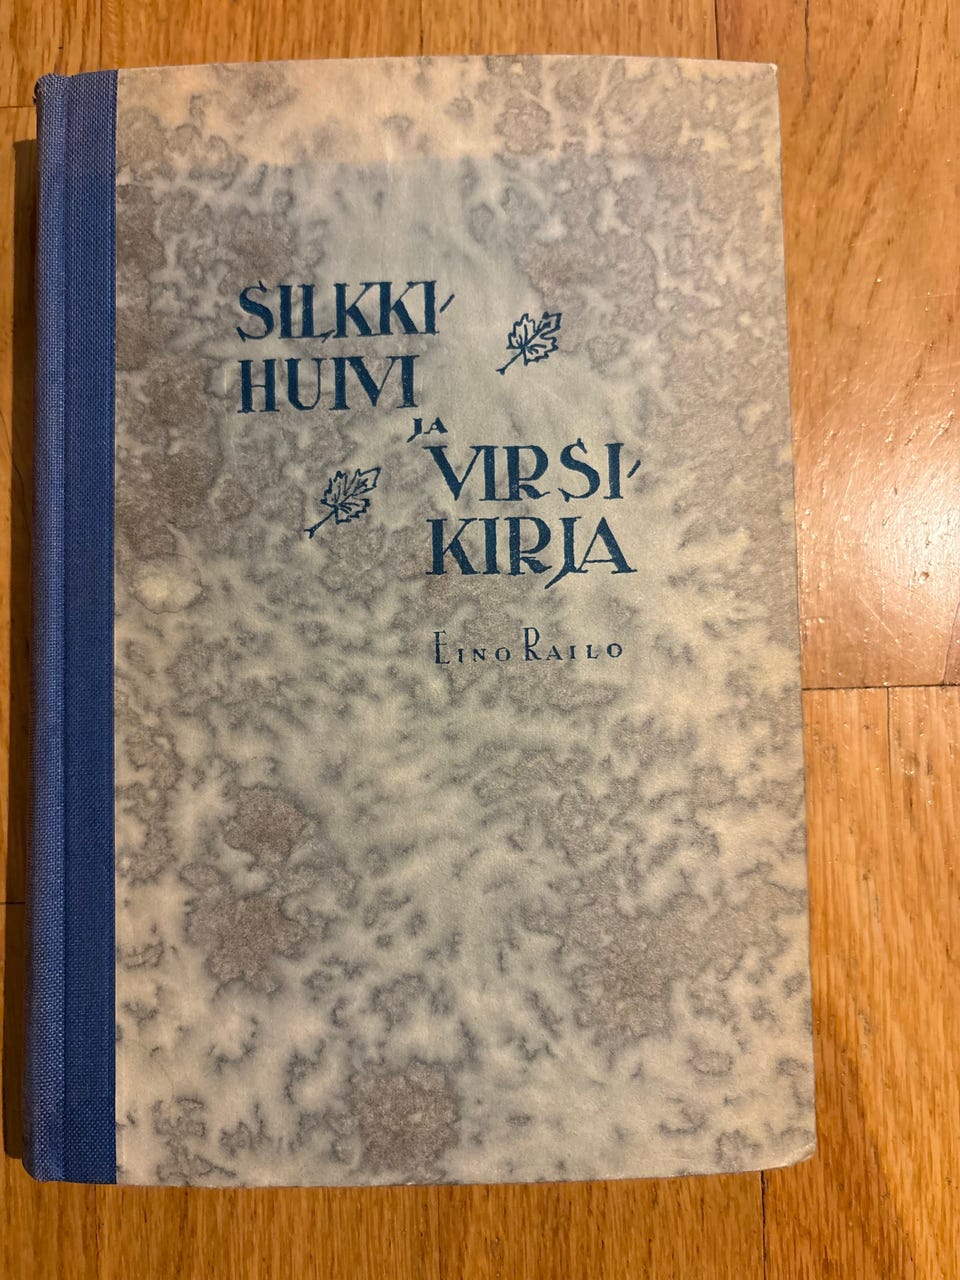 SILKKI-
HUIVI
JA
VIRSI-
KIRJA
EINO RAILO